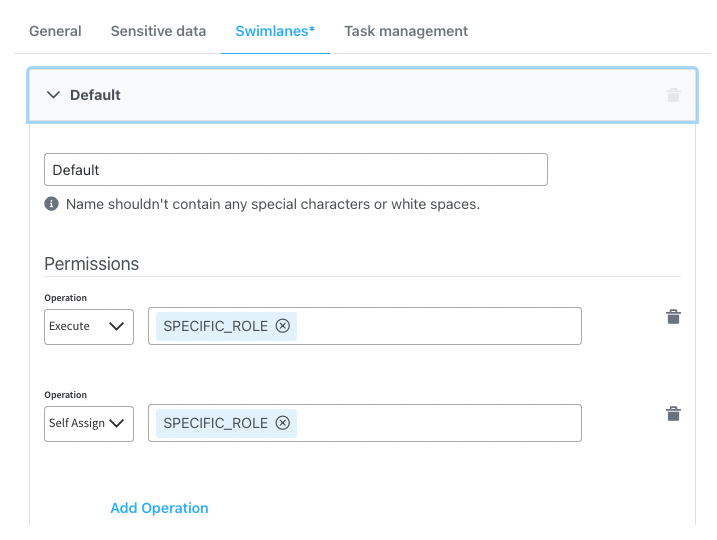 General Sensitive data Swimlanes* Task management
Default
Default
Name shouldn't contain any special characters or white spaces.
Permissions
Operation
Execute SPECIFIC_ROLE
Operation
Self Assign SPECIFIC_ROLE
Add Operation